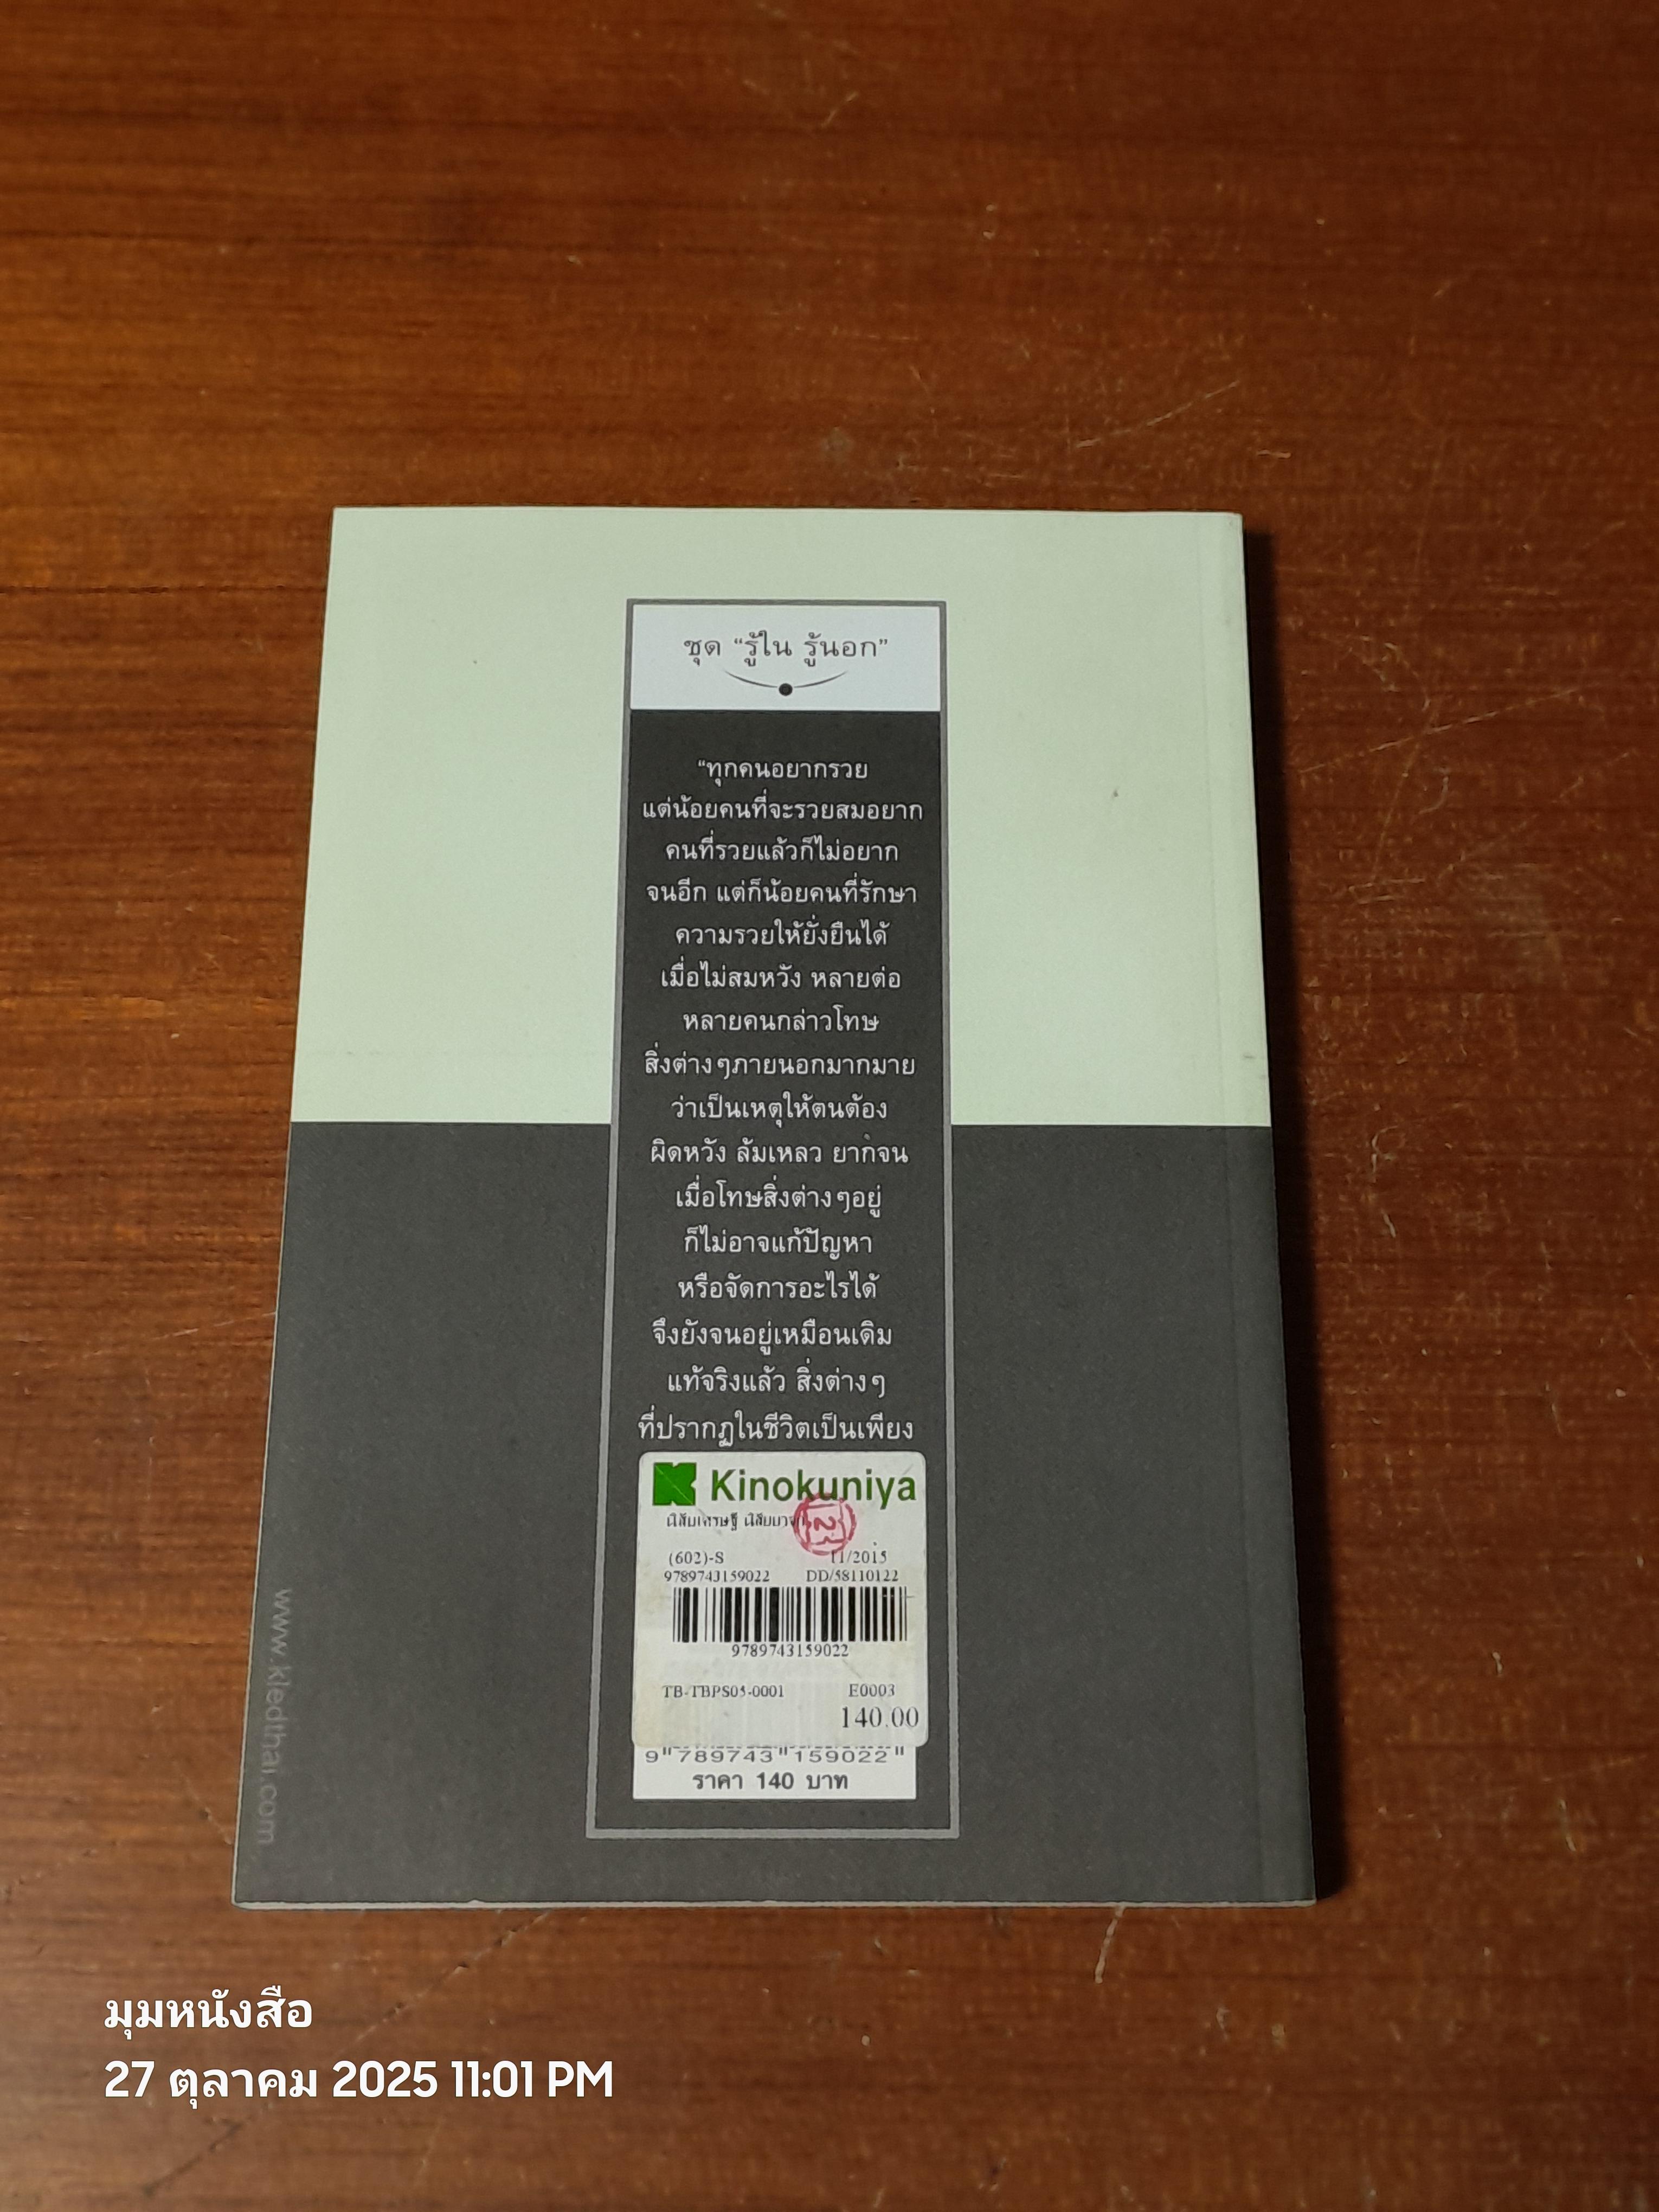 ชุด “รู้ใน รู้นอก”
“ทุกคนอยากรวย
แต่น้อยคนที่จะรวยสมอยาก
คนที่รวยแล้วก็ไม่อยาก
จนอีก แต่ก็น้อยคนที่รักษา
ความรวยให้ยั่งยืนได้
เมื่อไม่สมหวัง หลายต่อ
หลายคนกล่าวโทษ
สิ่งต่างๆภายนอกมากมาย
ว่าเป็นเหตุให้ตนต้อง
ผิดหวัง ล้มเหลว ยากจน
เมื่อโทษสิ่งต่างๆอยู่
ก็ไม่อาจแก้ปัญหา
หรือจัดการอะไรได้
จึงยังจนอยู่เหมือนเดิม
แท้จริงแล้ว สิ่งต่างๆ
ที่ปรากฏในชีวิตเป็นเพียง
Kinokuniya
นิสัยเศรษฐี นิสัยยาจก
(602)-S 11/2015
9789743159022 DD/58110122
9789743159022
TB-TBPS05-0001 E0003
140.00
9 789743 159022
ราคา 140 บาท
www.kledthai.com
มุมหนังสือ
27 ตุลาคม 2025 11:01 PM